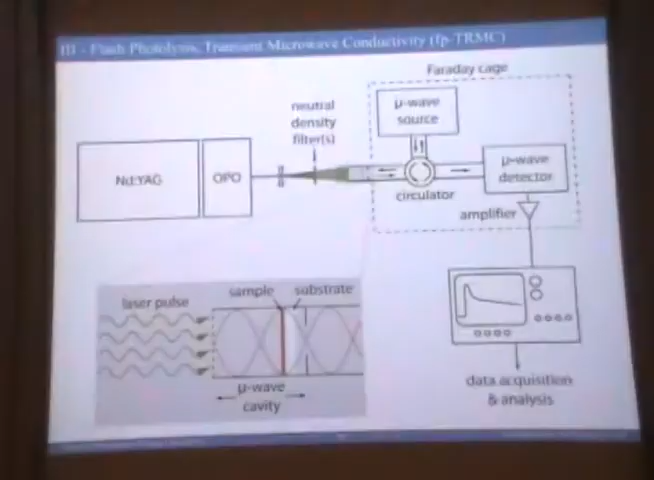 III - Flash Photolysis, Transient Microwave Conductivity (fp-TRMC)
Faraday cage
µ-wave
source
neutral
density
filter(s)
Nd:YAG
OPO
circulator
µ-wave
detector
amplifier
laser pulse
sample
substrate
µ-wave
cavity
data acquisition
& analysis